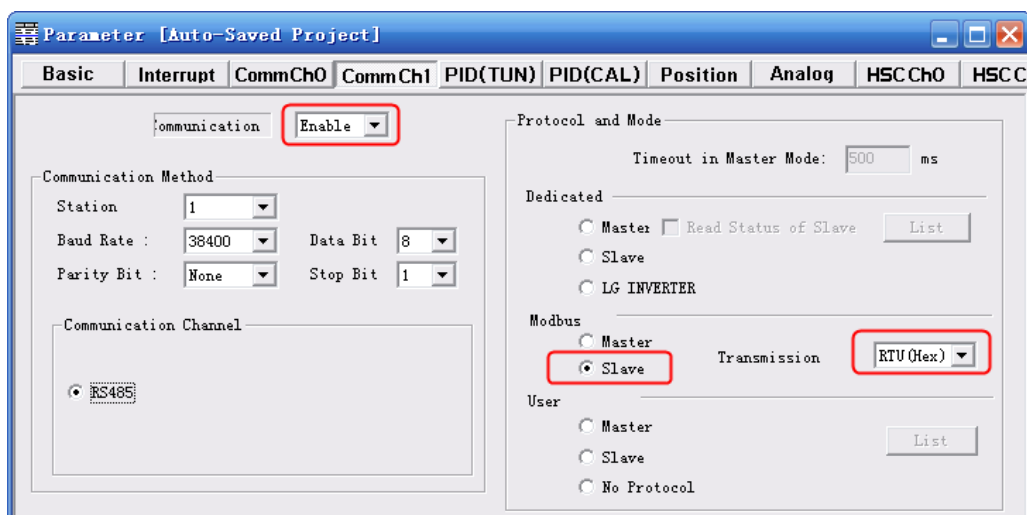 Parameter [Auto-Saved Project]
Basic Interrupt CommCh0 CommCh1 PID(TUN) PID(CAL) Position Analog HSCCh0 HSCC
ommunication Enable
Communication Method
Station 1
Baud Rate : 38400 Data Bit 8
Parity Bit : None Stop Bit 1
Communication Channel
RS485
Protocol and Mode
Timeout in Master Mode: 500 ms
Dedicated
Master Read Status of Slave List
Slave
LG INVERTER
Modbus
Master
Slave
Transmission RTU(Hex)
User
Master
Slave
List
No Protocol